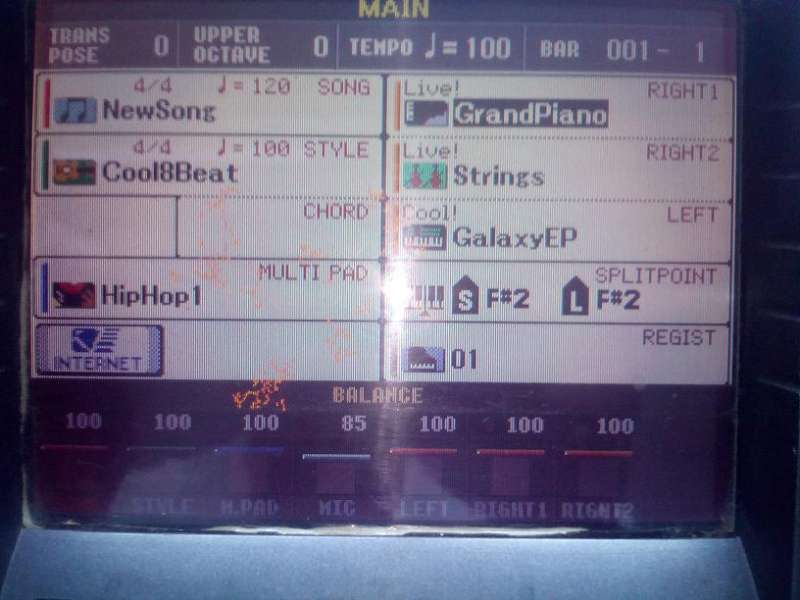 MAIN
TRANS POSE 0 UPPER OCTAVE 0 TEMPO ♩= 100 BAR 001 - 1
4/4 ♩= 120 SONG
NewSong
Live! RIGHT1
GrandPiano
4/4 ♩= 100 STYLE
Cool8Beat
Live! RIGHT2
Strings
CHORD
Cool! LEFT
GalaxyEP
MULTI PAD
HipHop1
SPLITPOINT
S F#2 L F#2
INTERNET
REGIST
01
BALANCE
100 100 100 85 100 100 100
STYLE M.PAD MIC LEFT RIGHT1 RIGHT2